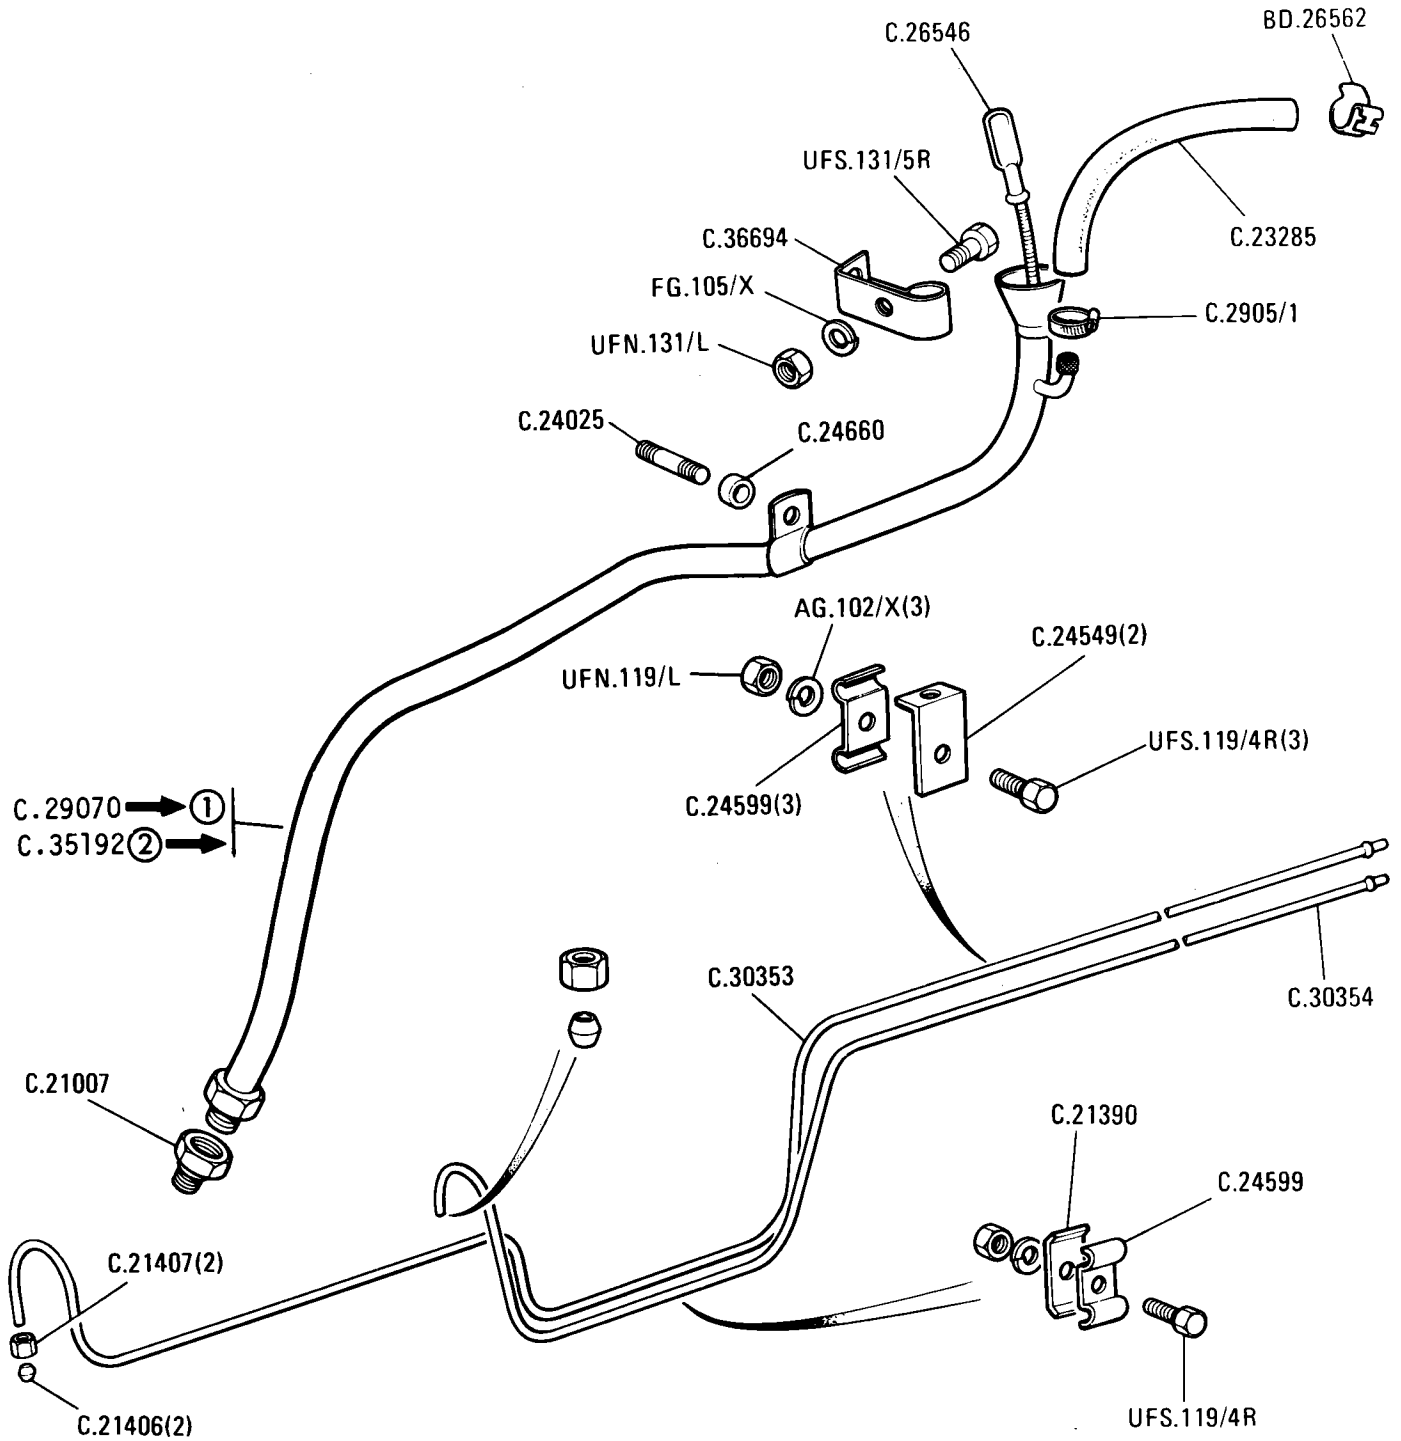 BD.26562
C.26546
UFS.131/5R
C.36694
C.23285
FG.105/X
C.2905/1
UFN.131/L
C.24025
C.24660
AG.102/X(3)
C.24549(2)
UFN.119/L
UFS.119/4R(3)
C.29070 1
C.24599(3)
C.35192 2
C.30353
C.30354
C.21007
C.21390
C.24599
C.21407(2)
C.21406(2)
UFS.119/4R